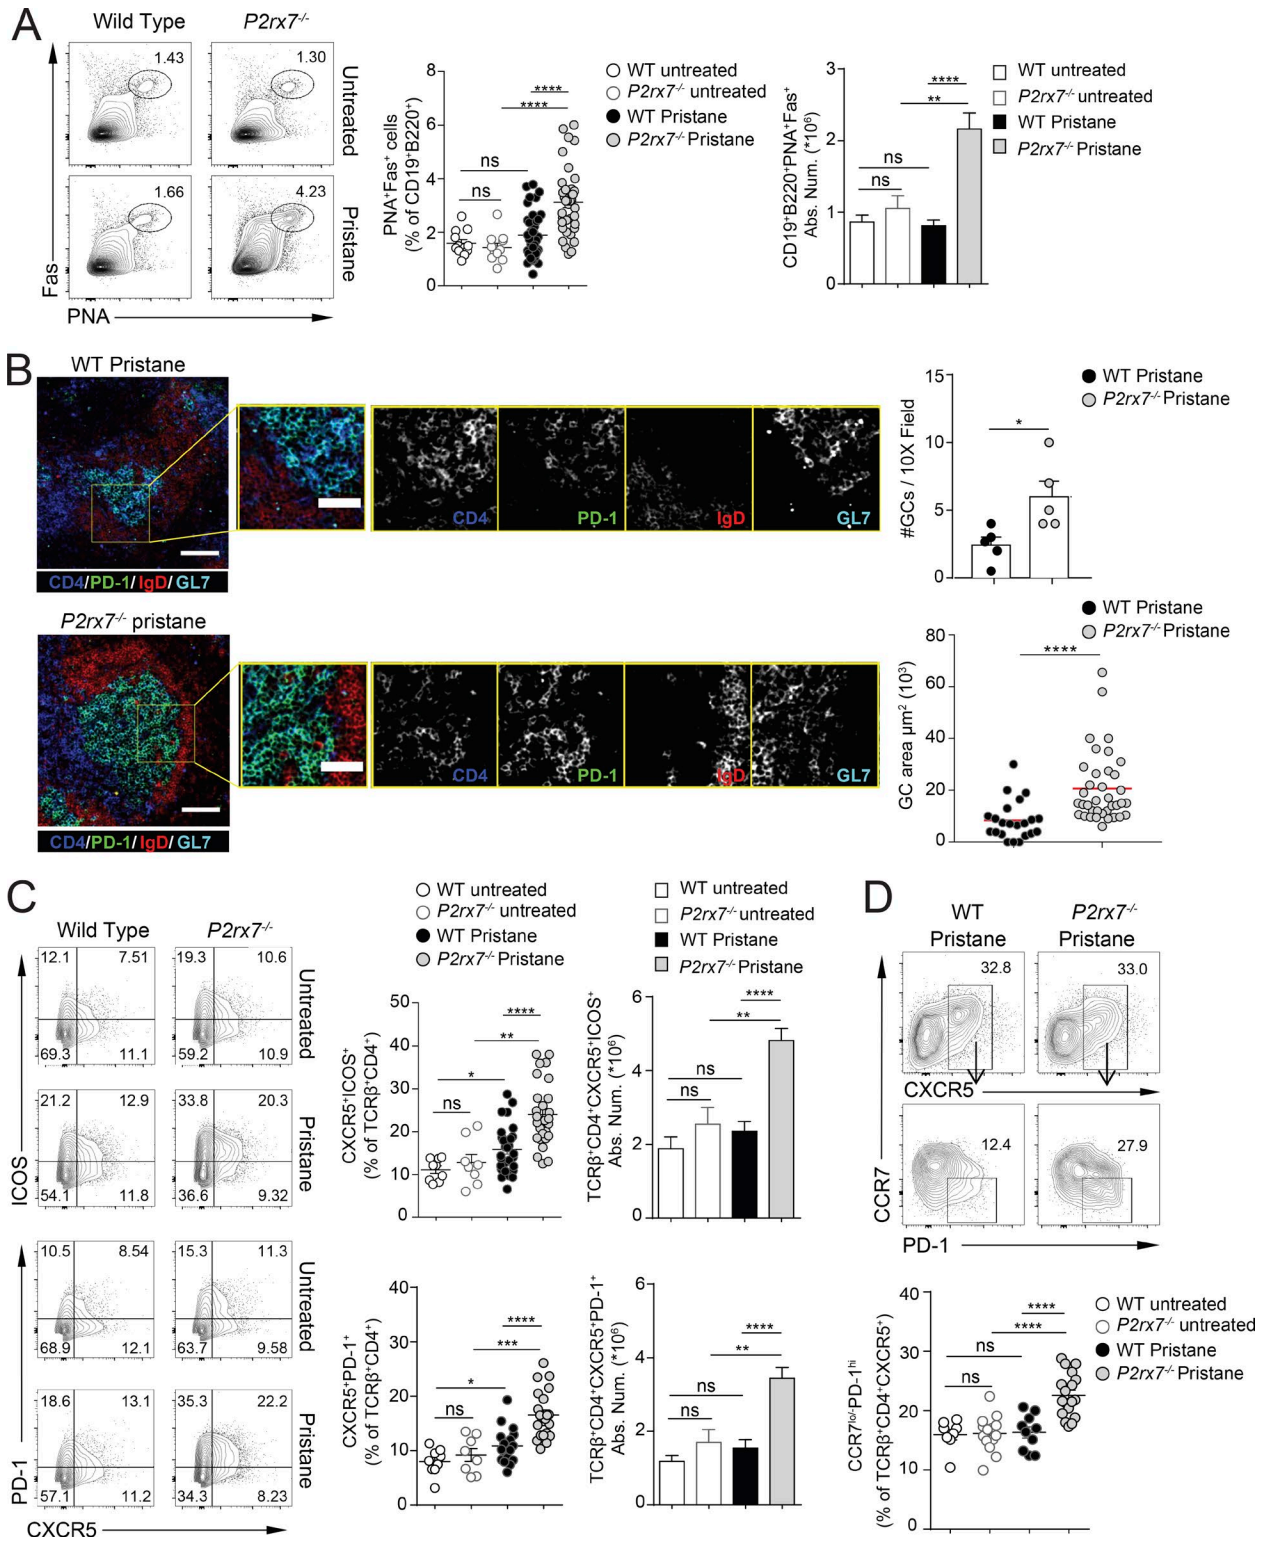 A
Wild Type
P2rx7-/-
1.43
1.30
Untreated
1.66
4.23
Pristane
Fas
PNA
PNA+Fas+ cells
(% of CD19+B220+)
8
6
4
2
0
ns
ns
****
****
WT untreated
P2rx7-/- untreated
WT Pristane
P2rx7-/- Pristane
CD19+B220+PNA+Fas+
Abs. Num. (*10⁶)
3
2
1
0
ns
ns
**
****
WT untreated
P2rx7-/- untreated
WT Pristane
P2rx7-/- Pristane
B
WT Pristane
CD4/PD-1/IgD/GL7
CD4
PD-1
IgD
GL7
#GCs / 10X Field
15
10
5
0
*
WT Pristane
P2rx7-/- Pristane
P2rx7-/- pristane
CD4/PD-1/IgD/GL7
CD4
PD-1
IgD
GL7
GC area µm² (10³)
80
60
40
20
0
****
WT Pristane
P2rx7-/- Pristane
C
Wild Type
P2rx7-/-
12.1
7.51
69.3
11.1
19.3
10.6
59.2
10.9
Untreated
21.2
12.9
54.1
11.8
33.8
20.3
36.6
9.32
Pristane
ICOS
10.5
8.54
68.9
12.1
15.3
11.3
63.7
9.58
Untreated
18.6
13.1
57.1
11.2
35.3
22.2
34.3
8.23
Pristane
PD-1
CXCR5
WT untreated
P2rx7-/- untreated
WT Pristane
P2rx7-/- Pristane
CXCR5+ICOS+
(% of TCRβ+CD4+)
50
40
30
20
10
0
ns
*
**
****
WT untreated
P2rx7-/- untreated
WT Pristane
P2rx7-/- Pristane
TCRβ+CD4+CXCR5+ICOS+
Abs. Num. (*10⁶)
6
4
2
0
ns
ns
**
****
CXCR5+PD-1+
(% of TCRβ+CD4+)
40
30
20
10
0
ns
*
***
****
TCRβ+CD4+CXCR5+PD-1+
Abs. Num. (*10⁶)
6
4
2
0
ns
ns
**
****
D
WT
Pristane
P2rx7-/-
Pristane
32.8
33.0
CXCR5
12.4
27.9
CCR7
PD-1
CCR7lo/-PD-1hi
(% of TCRβ+CD4+CXCR5+)
40
30
20
10
0
ns
ns
****
****
WT untreated
P2rx7-/- untreated
WT Pristane
P2rx7-/- Pristane